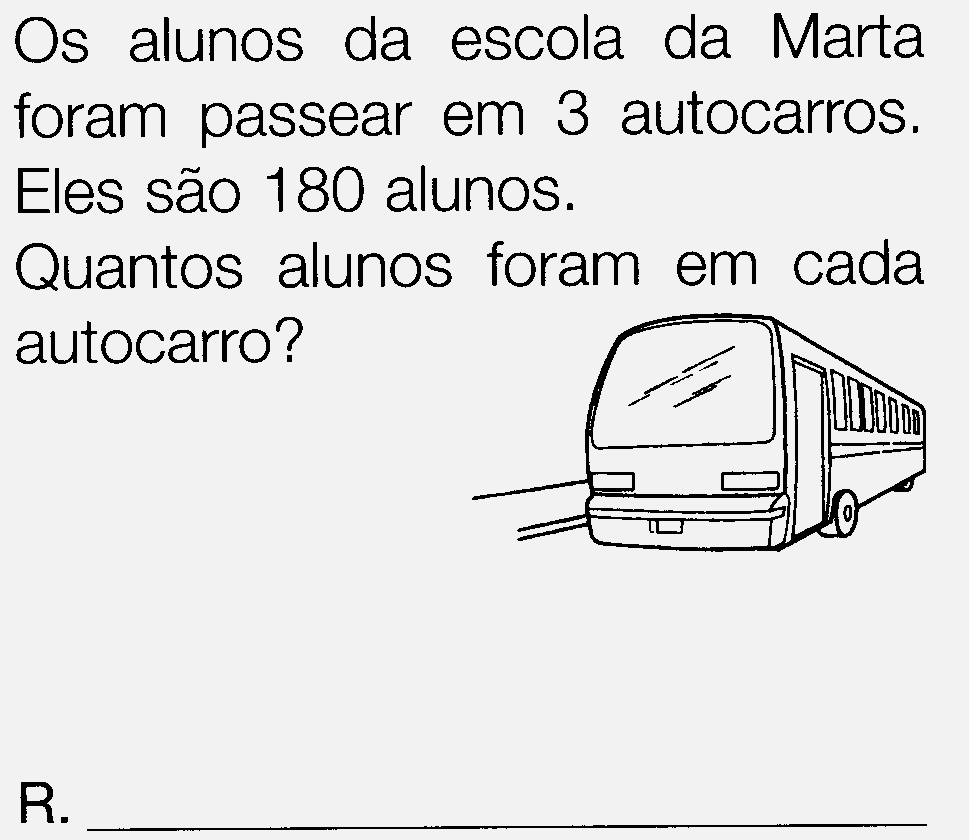 Os alunos da escola da Marta
foram passear em 3 autocarros.
Eles são 180 alunos.
Quantos alunos foram em cada
autocarro?
R.